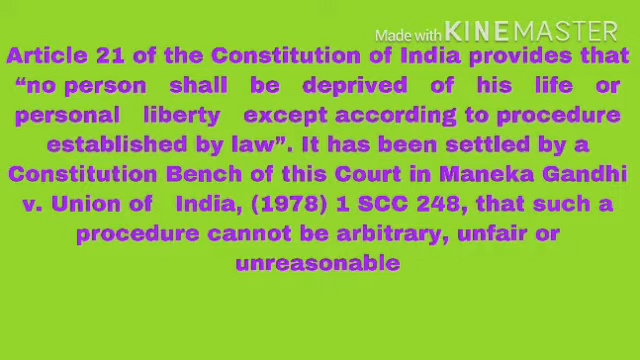 Made with KINEMASTER
Article 21 of the Constitution of India provides that
“no person shall be deprived of his life or
personal liberty except according to procedure
established by law”. It has been settled by a
Constitution Bench of this Court in Maneka Gandhi
v. Union of India, (1978) 1 SCC 248, that such a
procedure cannot be arbitrary, unfair or
unreasonable